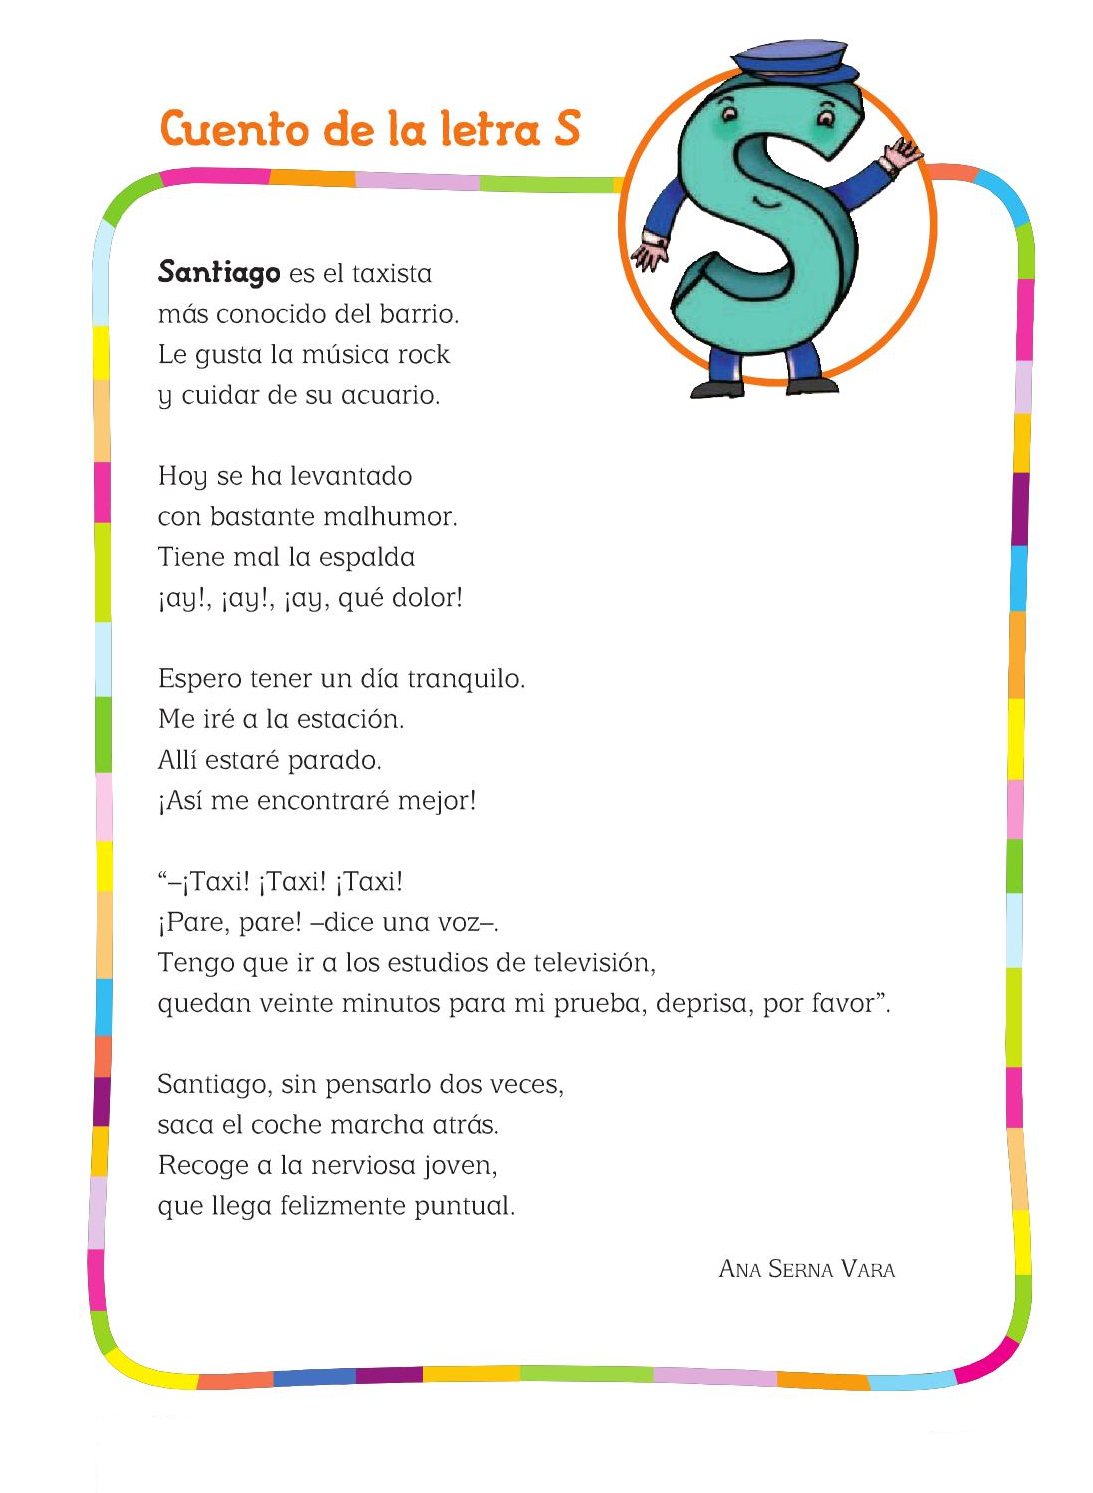 Cuento de la letra S
Santiago es el taxista
más conocido del barrio.
Le gusta la música rock
y cuidar de su acuario.
Hoy se ha levantado
con bastante malhumor.
Tiene mal la espalda
¡ay!, ¡ay!, ¡ay, qué dolor!
Espero tener un día tranquilo.
Me iré a la estación.
Allí estaré parado.
¡Así me encontraré mejor!
“–¡Taxi! ¡Taxi! ¡Taxi!
¡Pare, pare! –dice una voz–.
Tengo que ir a los estudios de televisión,
quedan veinte minutos para mi prueba, deprisa, por favor”.
Santiago, sin pensarlo dos veces,
saca el coche marcha atrás.
Recoge a la nerviosa joven,
que llega felizmente puntual.
ANA SERNA VARA